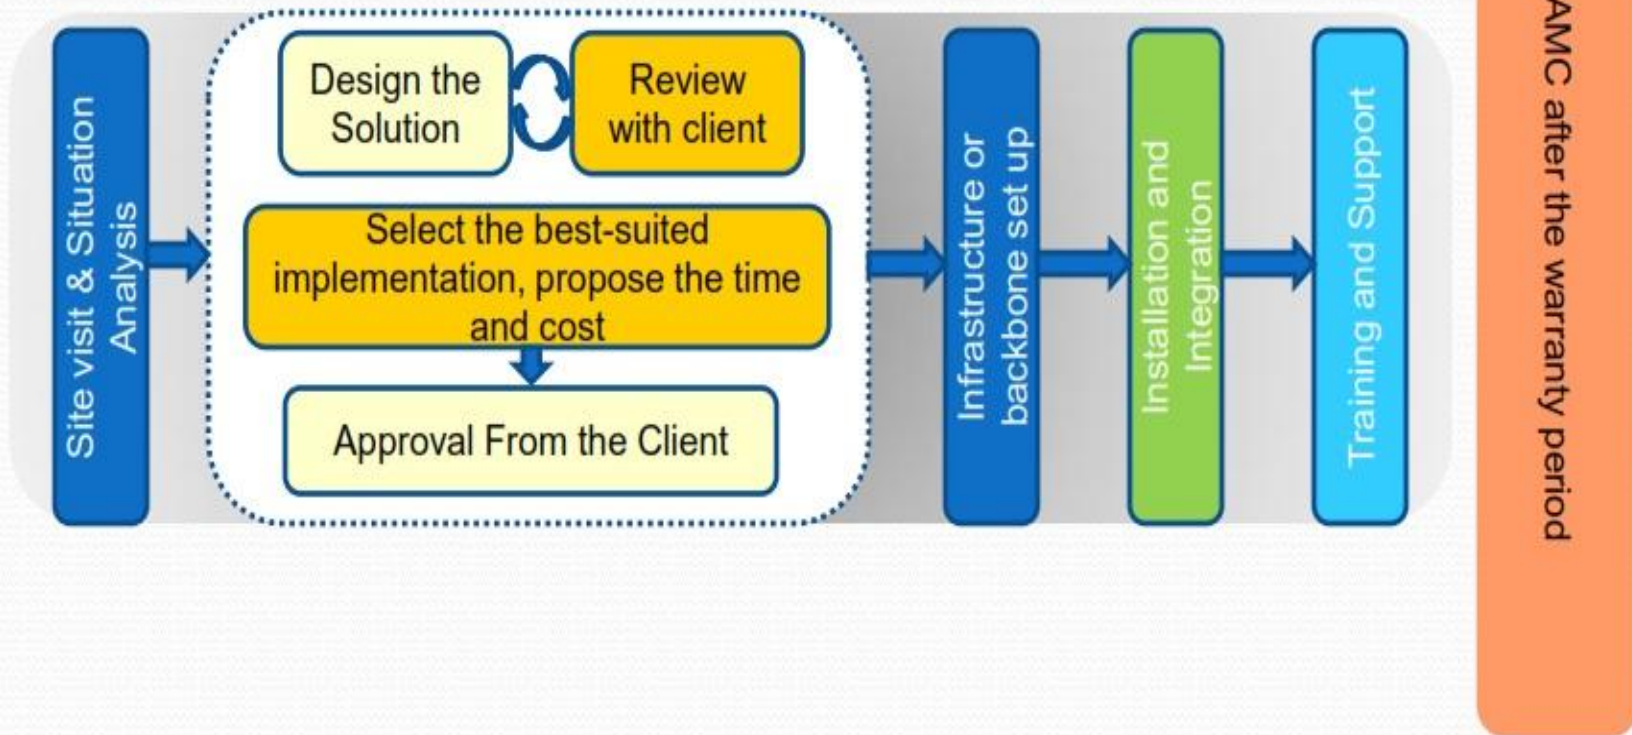 Site visit & Situation
Analysis
Design the
Solution
Review
with client
Select the best-suited
implementation, propose the time
and cost
Approval From the Client
Infrastructure or
backbone set up
Installation and
Integration
Training and Support
AMC after the warranty period